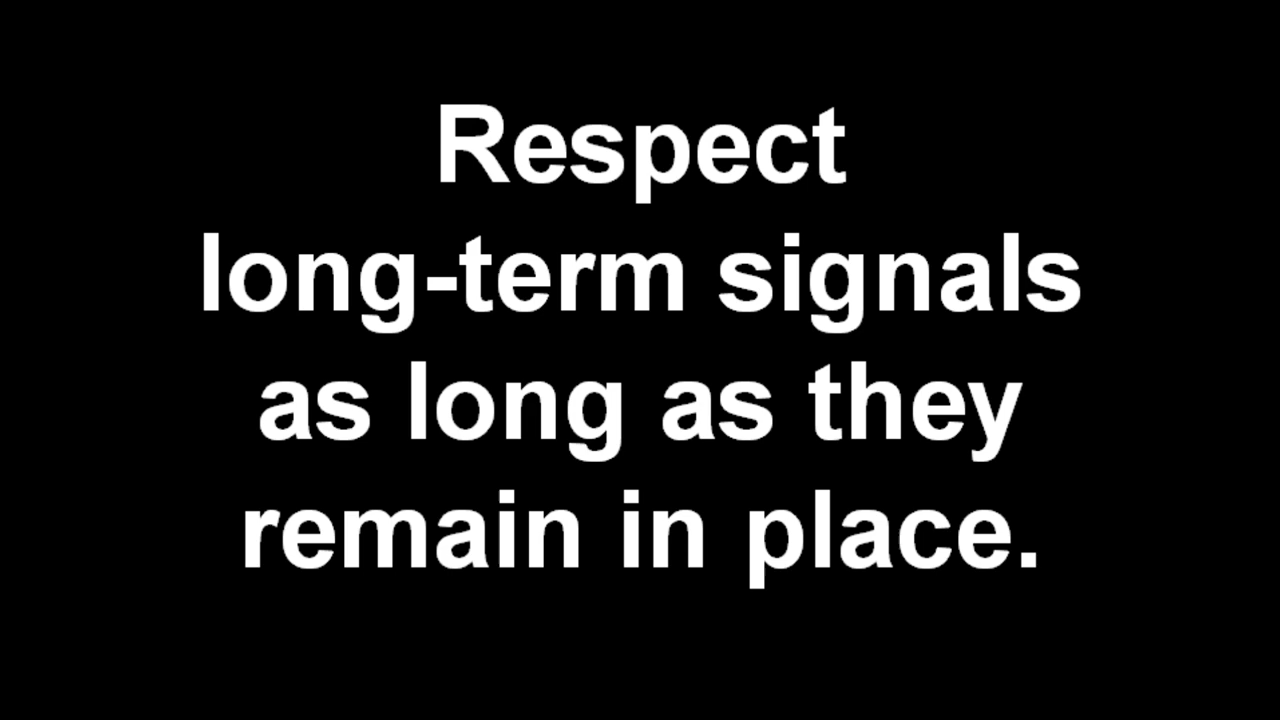 Respect
long-term signals
as long as they
remain in place.